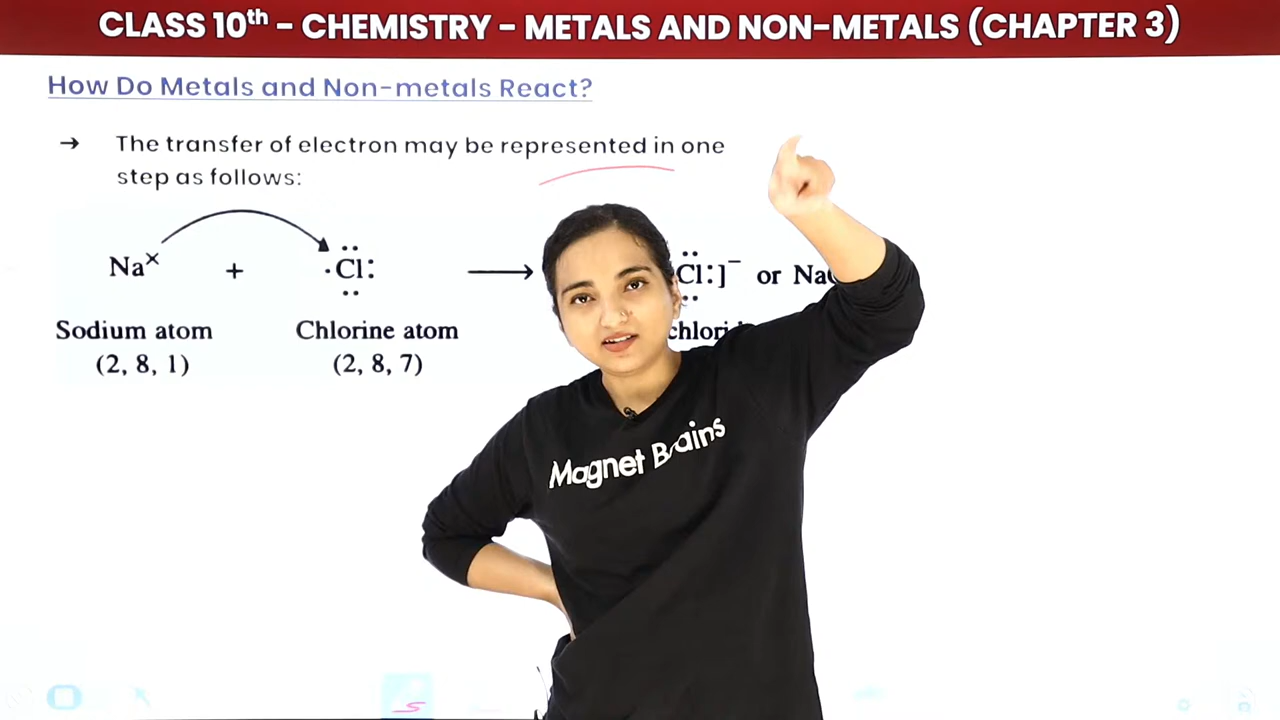 CLASS 10th - CHEMISTRY - METALS AND NON-METALS (CHAPTER 3)
How Do Metals and Non-metals React?
→ The transfer of electron may be represented in one
step as follows:
Na× + ·Cl: → Cl:]⁻ or Na
Sodium atom Chlorine atom
(2, 8, 1) (2, 8, 7)
Magnet Brains